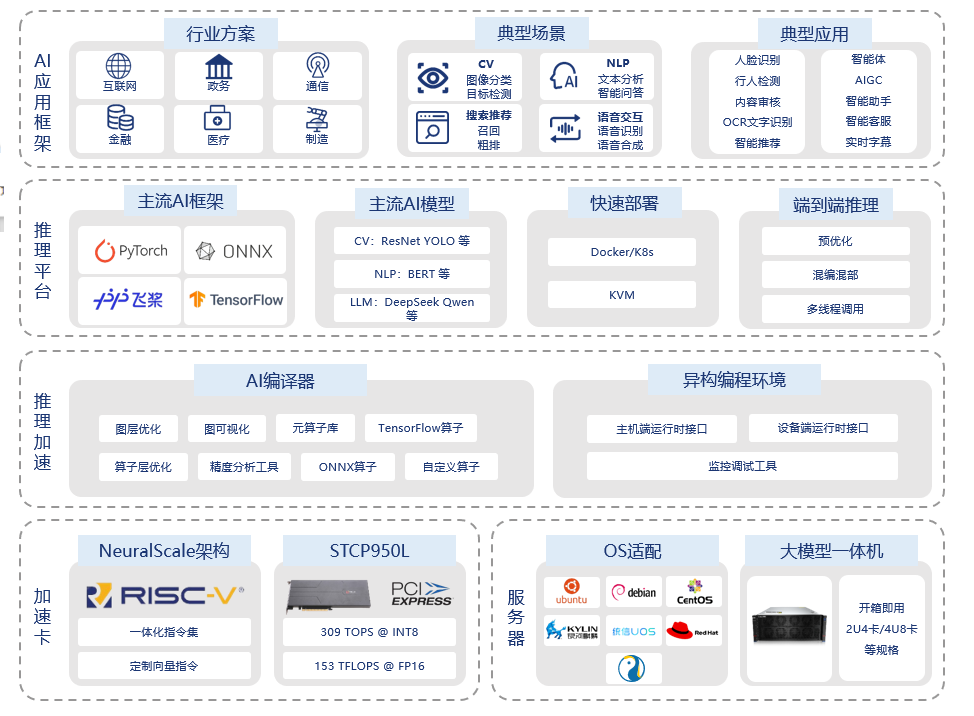 AI应用框架
行业方案
互联网
政务
通信
金融
医疗
制造
典型场景
CV
图像分类
目标检测
NLP
文本分析
智能问答
搜索推荐
召回
粗排
语音交互
语音识别
语音合成
典型应用
人脸识别
行人检测
内容审核
OCR文字识别
智能推荐
智能体
AIGC
智能助手
智能客服
实时字幕
推理平台
主流AI框架
PyTorch
ONNX
飞桨
TensorFlow
主流AI模型
CV：ResNet YOLO 等
NLP：BERT 等
LLM：DeepSeek Qwen
等
快速部署
Docker/K8s
KVM
端到端推理
预优化
混编混部
多线程调用
推理加速
AI编译器
图层优化
图可视化
元算子库
TensorFlow算子
算子层优化
精度分析工具
ONNX算子
自定义算子
异构编程环境
主机端运行时接口
设备端运行时接口
监控调试工具
加速卡
NeuralScale架构
RISC-V®
一体化指令集
定制向量指令
STCP950L
PCI
EXPRESS
309 TOPS @ INT8
153 TFLOPS @ FP16
服务器
OS适配
ubuntu
debian
CentOS
KYLIN
银河麒麟
统信UOS
Red Hat
大模型一体机
开箱即用
2U4卡/4U8卡
等规格